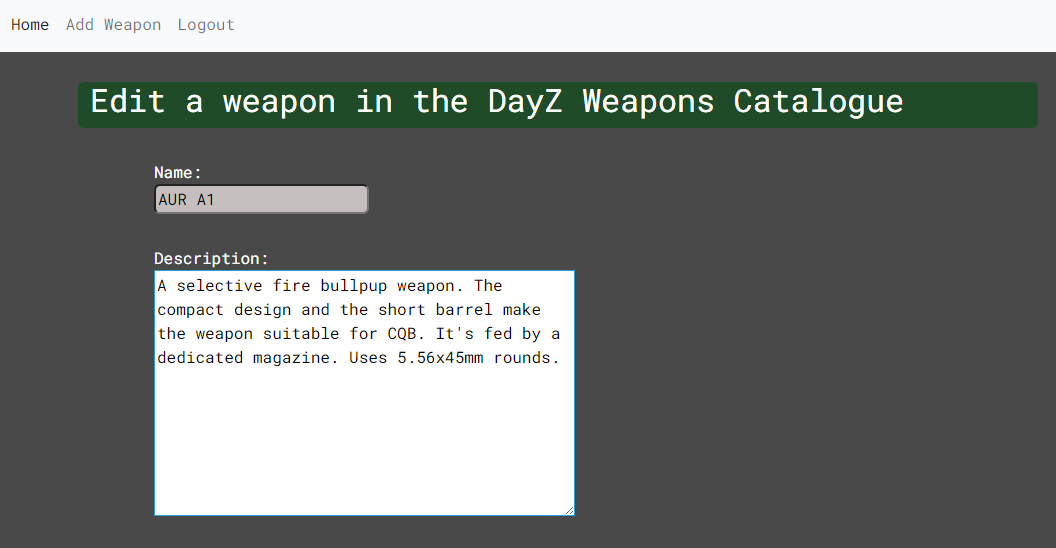 Home Add Weapon Logout
Edit a weapon in the DayZ Weapons Catalogue
Name:
AUR A1
Description:
A selective fire bullpup weapon. The
compact design and the short barrel make
the weapon suitable for CQB. It's fed by a
dedicated magazine. Uses 5.56x45mm rounds.